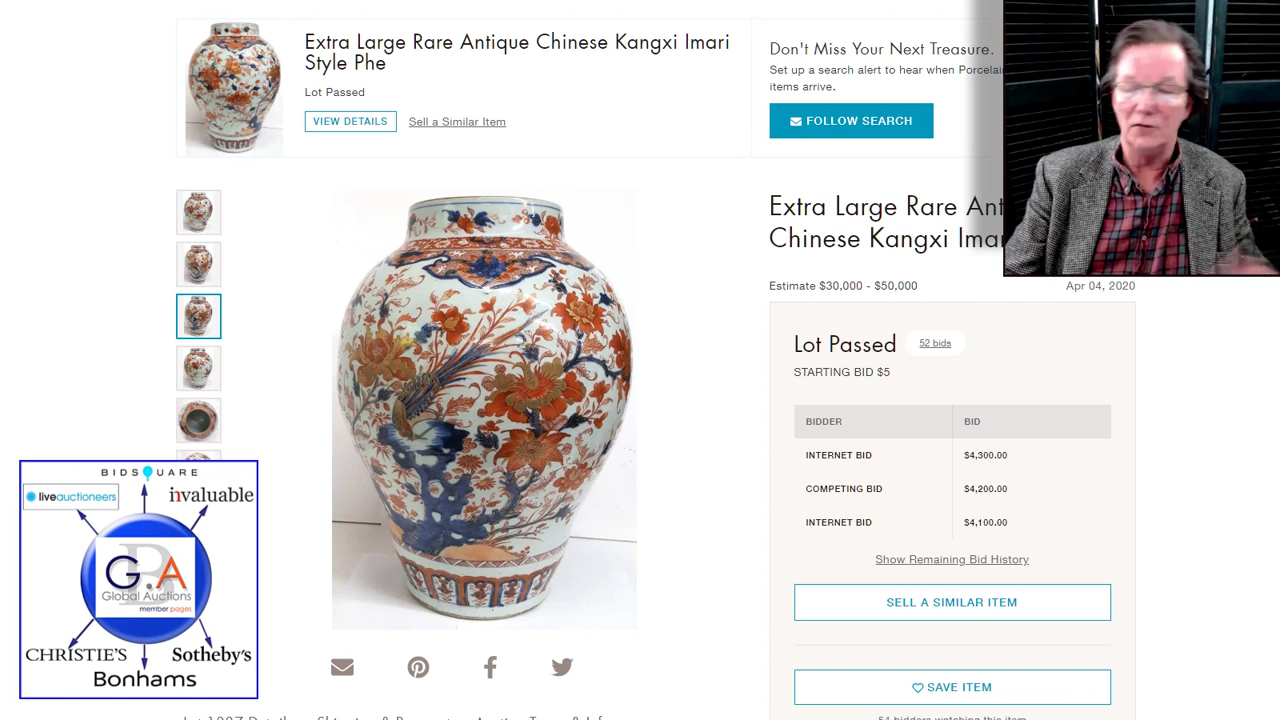 Extra Large Rare Antique Chinese Kangxi Imari
Style Phe
Lot Passed
VIEW DETAILS
Sell a Similar Item
Don't Miss Your Next Treasure.
Set up a search alert to hear when
items arrive.
FOLLOW SEARCH
Extra Large Rare
Chinese Kangxi
Estimate $30,000 - $50,000
Apr 04, 2020
Lot Passed
52 bids
STARTING BID $5
BIDDER
BID
INTERNET BID
$4,300.00
COMPETING BID
$4,200.00
INTERNET BID
$4,100.00
Show Remaining Bid History
SELL A SIMILAR ITEM
SAVE ITEM
BIDSQUARE
liveauctioneers
invaluable
G.A
Global Auctions
member pages
CHRISTIE'S
Sotheby's
Bonhams